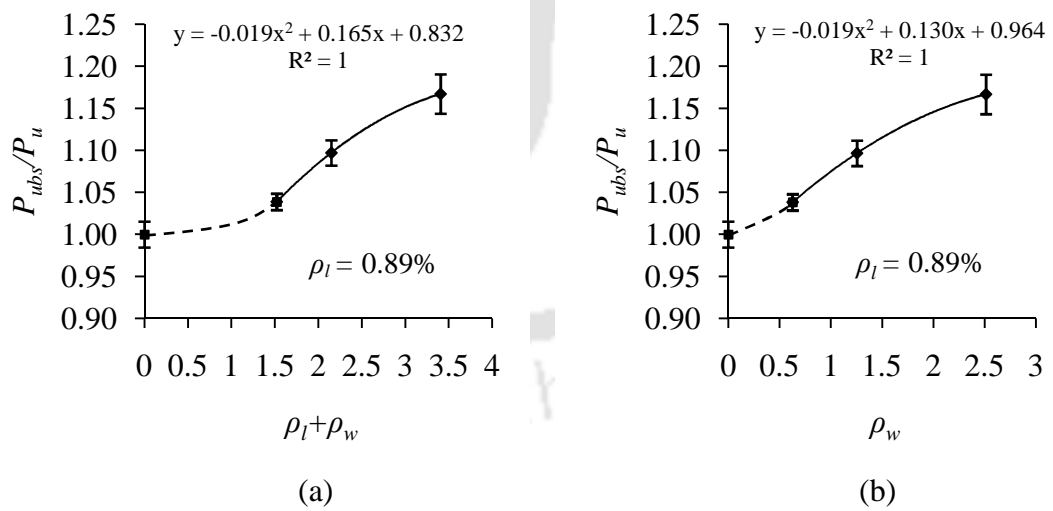 y = -0.019x² + 0.165x + 0.832
R² = 1
1.25
1.20
1.15
1.10
1.05
1.00
0.95
0.90
P_ubs/P_u
ρ_l = 0.89%
0 0.5 1 1.5 2 2.5 3 3.5 4
ρ_l+ρ_w
(a)
y = -0.019x² + 0.130x + 0.964
R² = 1
1.25
1.20
1.15
1.10
1.05
1.00
0.95
0.90
P_ubs/P_u
ρ_l = 0.89%
0 0.5 1 1.5 2 2.5 3
ρ_w
(b)